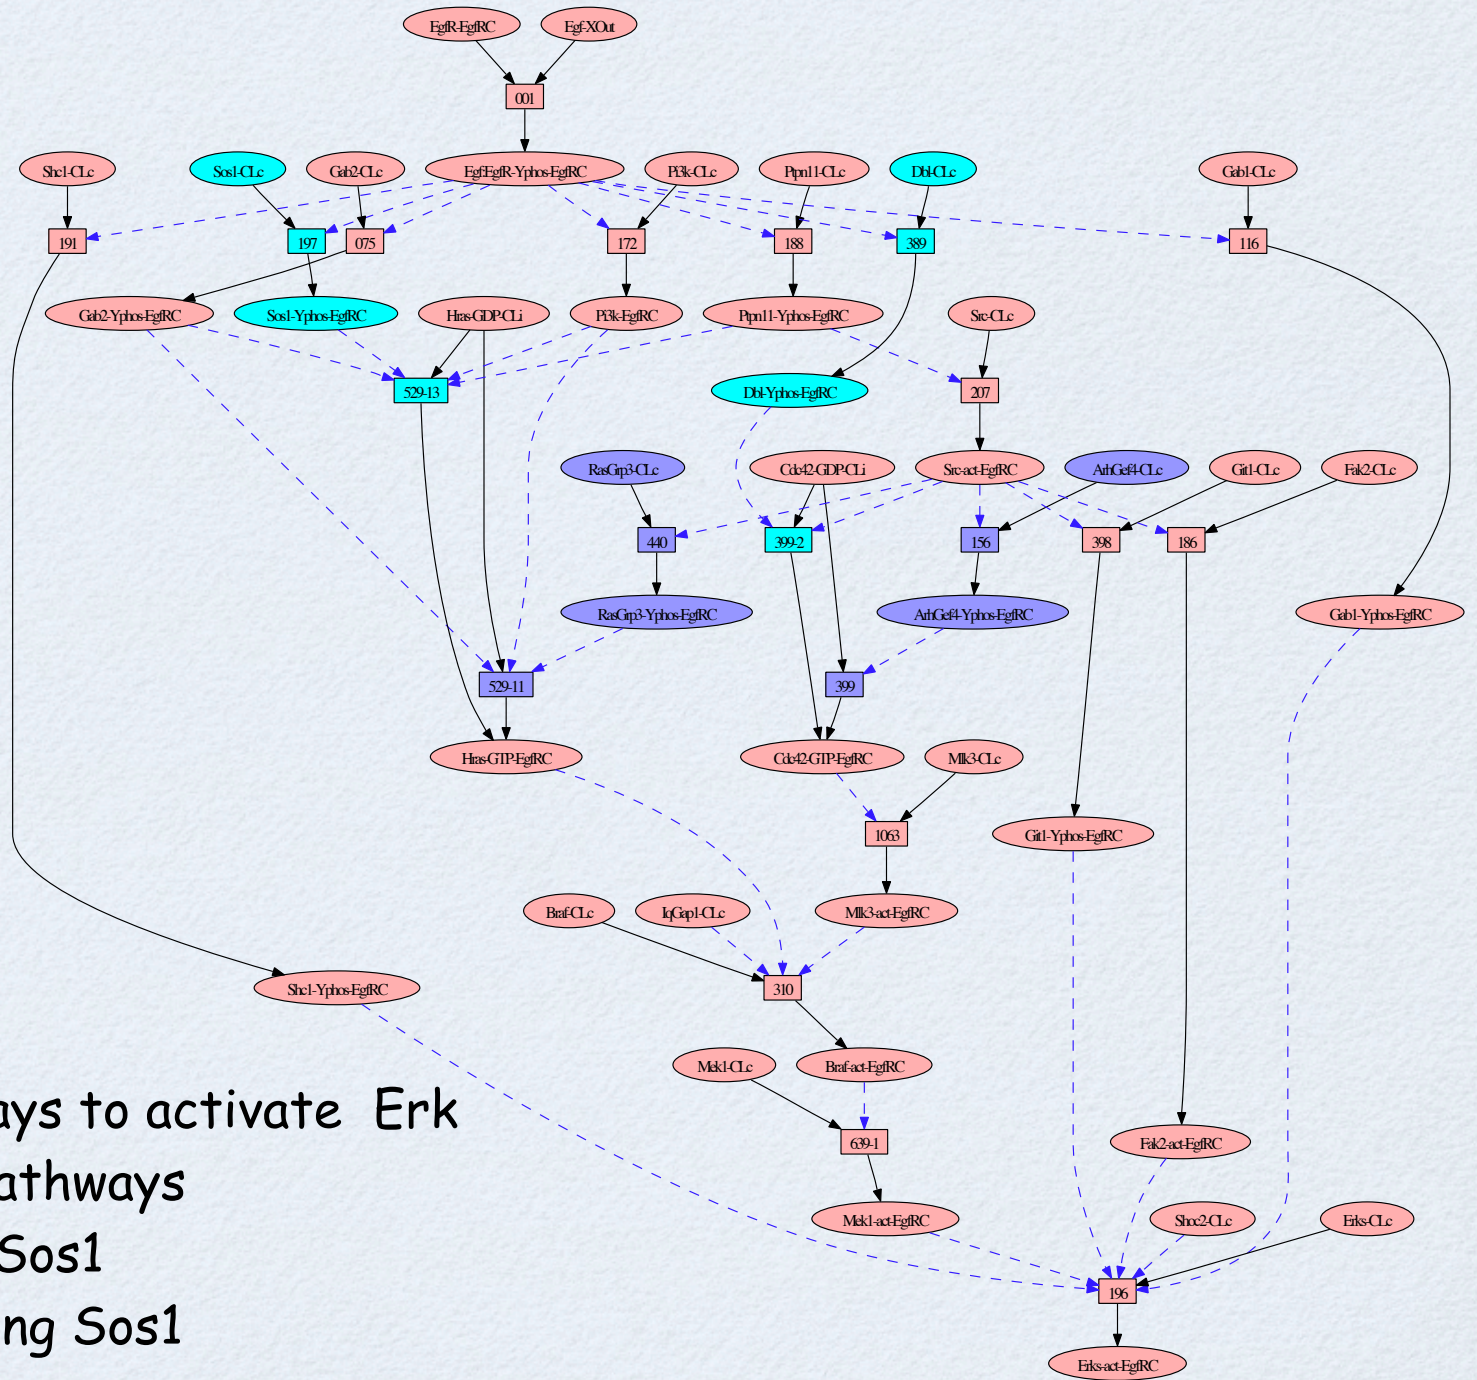 EgfR-EgfRC
Egf-XOut
001
Shc1-CLc
Sos1-CLc
Gab2-CLc
Egf:EgfR-Yphos-EgfRC
Pi3k-CLc
Ptpn11-CLc
Dbl-CLc
Gab1-CLc
191
197
075
172
188
389
116
Gab2-Yphos-EgfRC
Sos1-Yphos-EgfRC
Hras-GDP-CLi
Pi3k-EgfRC
Ptpn11-Yphos-EgfRC
Src-CLc
529-13
Dbl-Yphos-EgfRC
207
RasGrp3-CLc
Cdc42-GDP-CLi
Src-act-EgfRC
ArhGef4-CLc
Git1-CLc
Fak2-CLc
440
399-2
156
398
186
RasGrp3-Yphos-EgfRC
ArhGef4-Yphos-EgfRC
Gab1-Yphos-EgfRC
529-11
399
Hras-GTP-EgfRC
Cdc42-GTP-EgfRC
Mlk3-CLc
1063
Git1-Yphos-EgfRC
Braf-CLc
IqGap1-CLc
Mlk3-act-EgfRC
Shc1-Yphos-EgfRC
310
Mek1-CLc
Braf-act-EgfRC
ays to activate Erk
639-1
Fak2-act-EgfRC
athways
Mek1-act-EgfRC
Shoc2-CLc
Erks-CLc
Sos1
196
ng Sos1
Erks-act-EgfRC